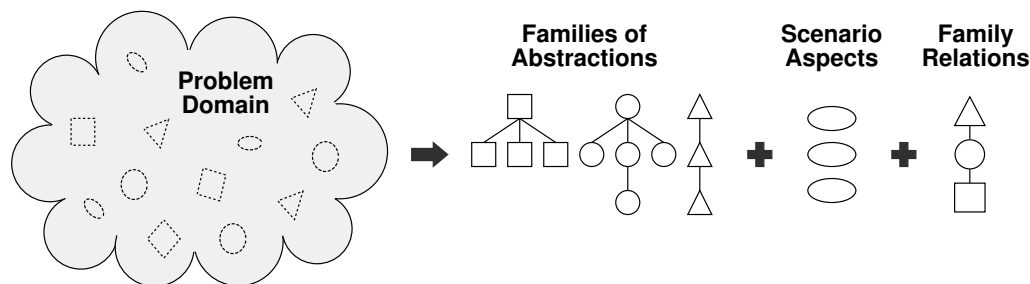 Problem
Domain
Families of
Abstractions
Scenario
Aspects
Family
Relations